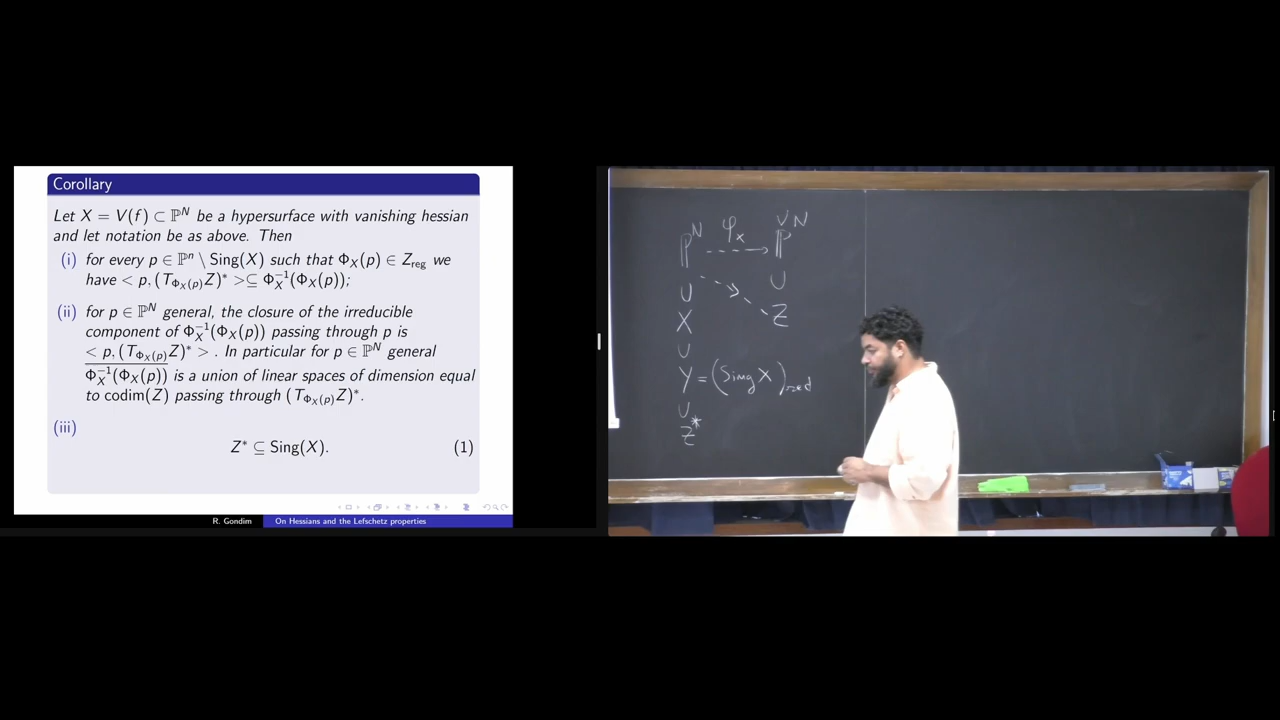 Corollary
Let X = V(f) ⊂ ℙ^N be a hypersurface with vanishing hessian
and let notation be as above. Then
(i) for every p ∈ ℙ^n \ Sing(X) such that Φ_X(p) ∈ Z_reg we
have < p, (T_{Φ_X(p)}Z)* >⊆ Φ_X^{-1}(Φ_X(p));
(ii) for p ∈ ℙ^N general, the closure of the irreducible
component of Φ_X^{-1}(Φ_X(p)) passing through p is
< p, (T_{Φ_X(p)}Z)* > . In particular for p ∈ ℙ^N general
\overline{Φ_X^{-1}(Φ_X(p))} is a union of linear spaces of dimension equal
to codim(Z) passing through (T_{Φ_X(p)}Z)*.
(iii)
Z* ⊆ Sing(X). (1)
R. Gondim On Hessians and the Lefschetz properties
ℙ^N φ_x ℙ̌^N
∪ ∪
X Z
∪
Y = (Sing X)_red
∪
Z*